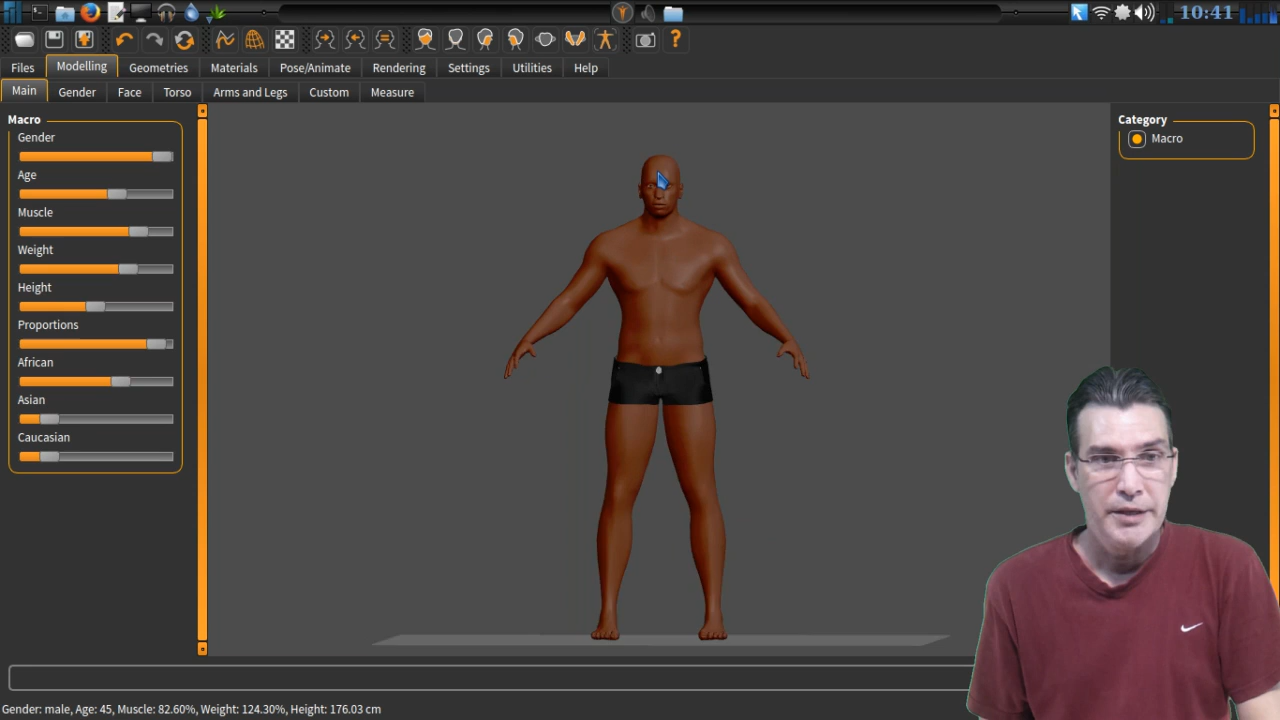 10:41
Files Modelling Geometries Materials Pose/Animate Rendering Settings Utilities Help
Main Gender Face Torso Arms and Legs Custom Measure
Macro
Gender
Age
Muscle
Weight
Height
Proportions
African
Asian
Caucasian
Category
Macro
Gender: male, Age: 45, Muscle: 82.60%, Weight: 124.30%, Height: 176.03 cm